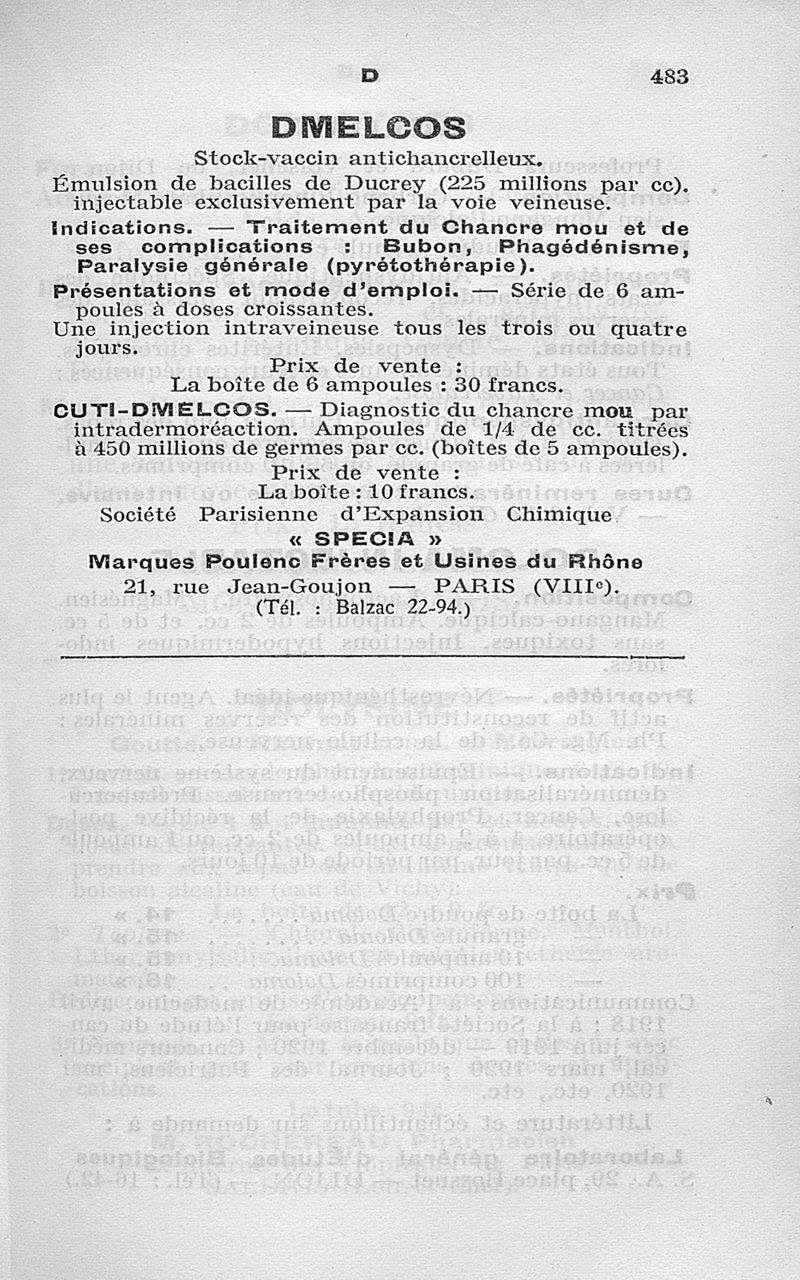 D 483
DMELCOS
Stock-vaccin antichancrelleux.
Émulsion de bacilles de Ducrey (225 millions par cc).
injectable exclusivement par la voie veineuse.
Indications. — Traitement du Chancre mou et de
ses complications : Bubon, Phagédénisme,
Paralysie générale (pyrétothérapie).
Présentations et mode d'emploi. — Série de 6 am-
poules à doses croissantes.
Une injection intraveineuse tous les trois ou quatre
jours.
Prix de vente :
La boîte de 6 ampoules : 30 francs.
CUTI-DMELCOS. — Diagnostic du chancre mou par
intradermoréaction. Ampoules de 1/4 de cc. titrées
à 450 millions de germes par cc. (boîtes de 5 ampoules).
Prix de vente :
La boîte : 10 francs.
Société Parisienne d'Expansion Chimique
« SPECIA »
Marques Poulenc Frères et Usines du Rhône
21, rue Jean-Goujon — PARIS (VIIIe).
(Tél. : Balzac 22-94.)